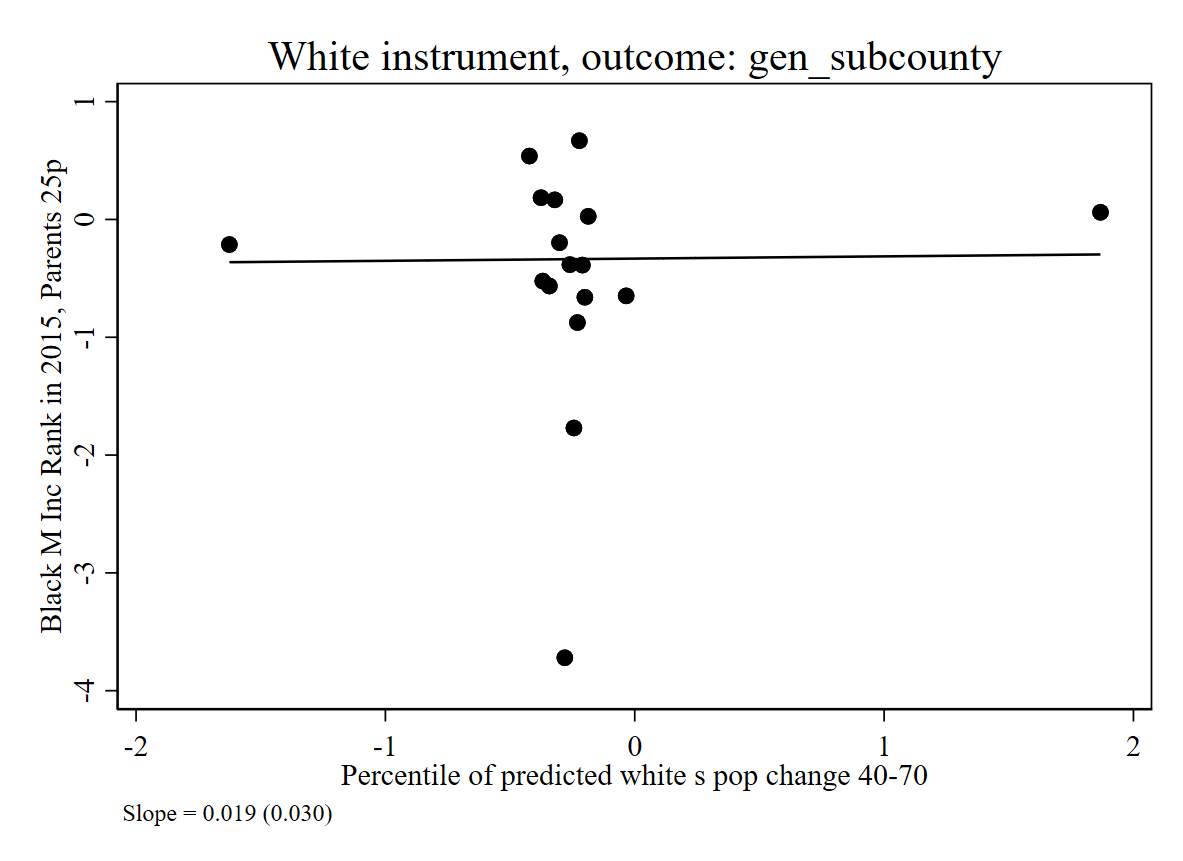 White instrument, outcome: gen_subcounty
Black M Inc Rank in 2015, Parents 25p
1
0
-1
-2
-3
-4
-2
-1
0
1
2
Percentile of predicted white s pop change 40-70
Slope = 0.019 (0.030)